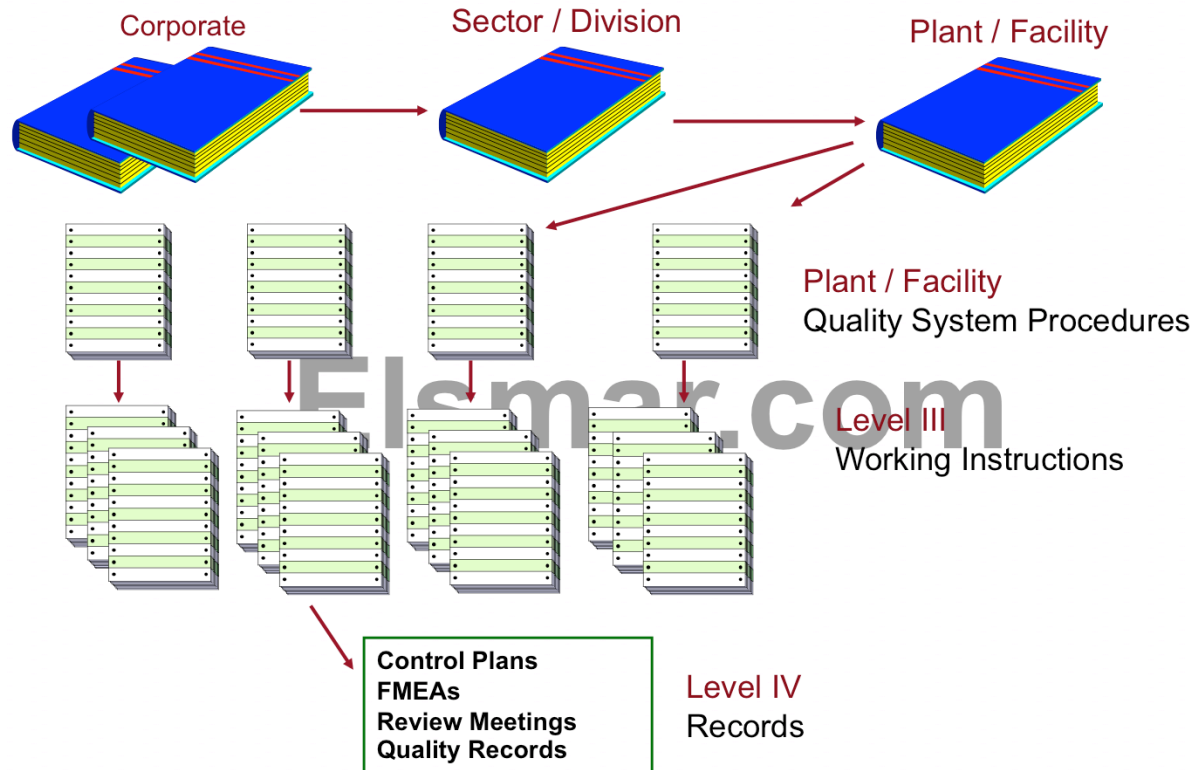 Corporate
Sector / Division
Plant / Facility
Plant / Facility
Quality System Procedures
Elsmar.com
Level III
Working Instructions
Control Plans
FMEAs
Review Meetings
Quality Records
Level IV
Records